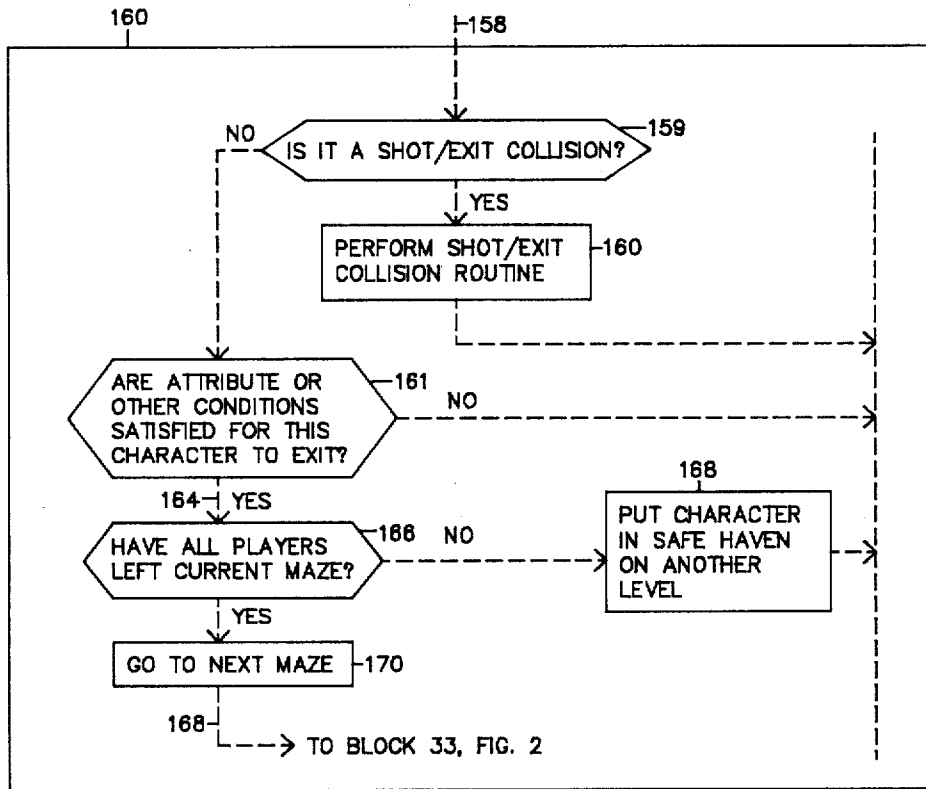 160
158
NO
159
IS IT A SHOT/EXIT COLLISION?
YES
PERFORM SHOT/EXIT
COLLISION ROUTINE
160
ARE ATTRIBUTE OR
OTHER CONDITIONS
SATISFIED FOR THIS
CHARACTER TO EXIT?
161
NO
164
YES
HAVE ALL PLAYERS
LEFT CURRENT MAZE?
166
NO
168
PUT CHARACTER
IN SAFE HAVEN
ON ANOTHER
LEVEL
YES
GO TO NEXT MAZE
170
168
TO BLOCK 33, FIG. 2